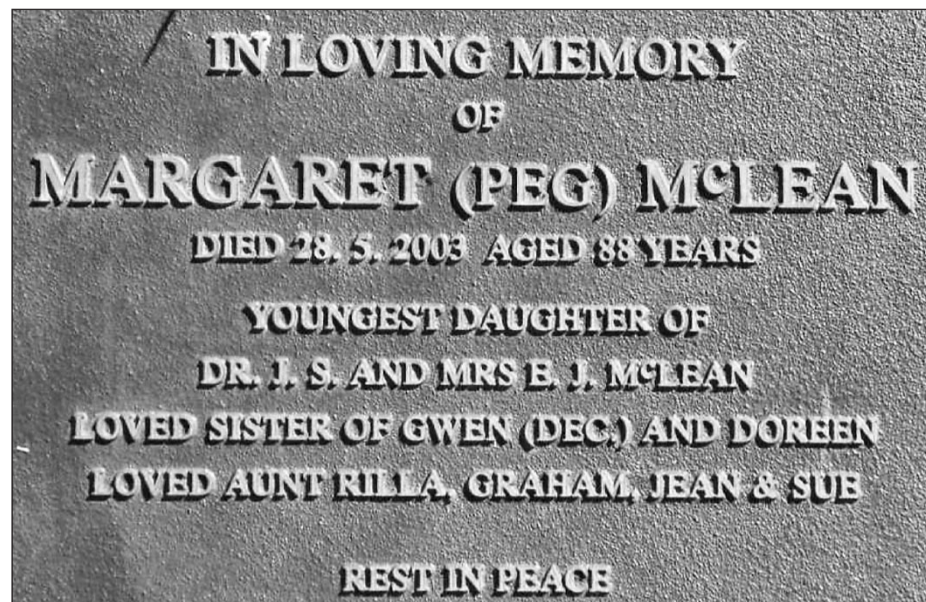 IN LOVING MEMORY
OF
MARGARET (PEG) McLEAN
DIED 28. 5. 2003 AGED 88 YEARS
YOUNGEST DAUGHTER OF
DR. J. S. AND MRS E. J. McLEAN
LOVED SISTER OF GWEN (DEC.) AND DOREEN
LOVED AUNT RILLA, GRAHAM, JEAN & SUE
REST IN PEACE